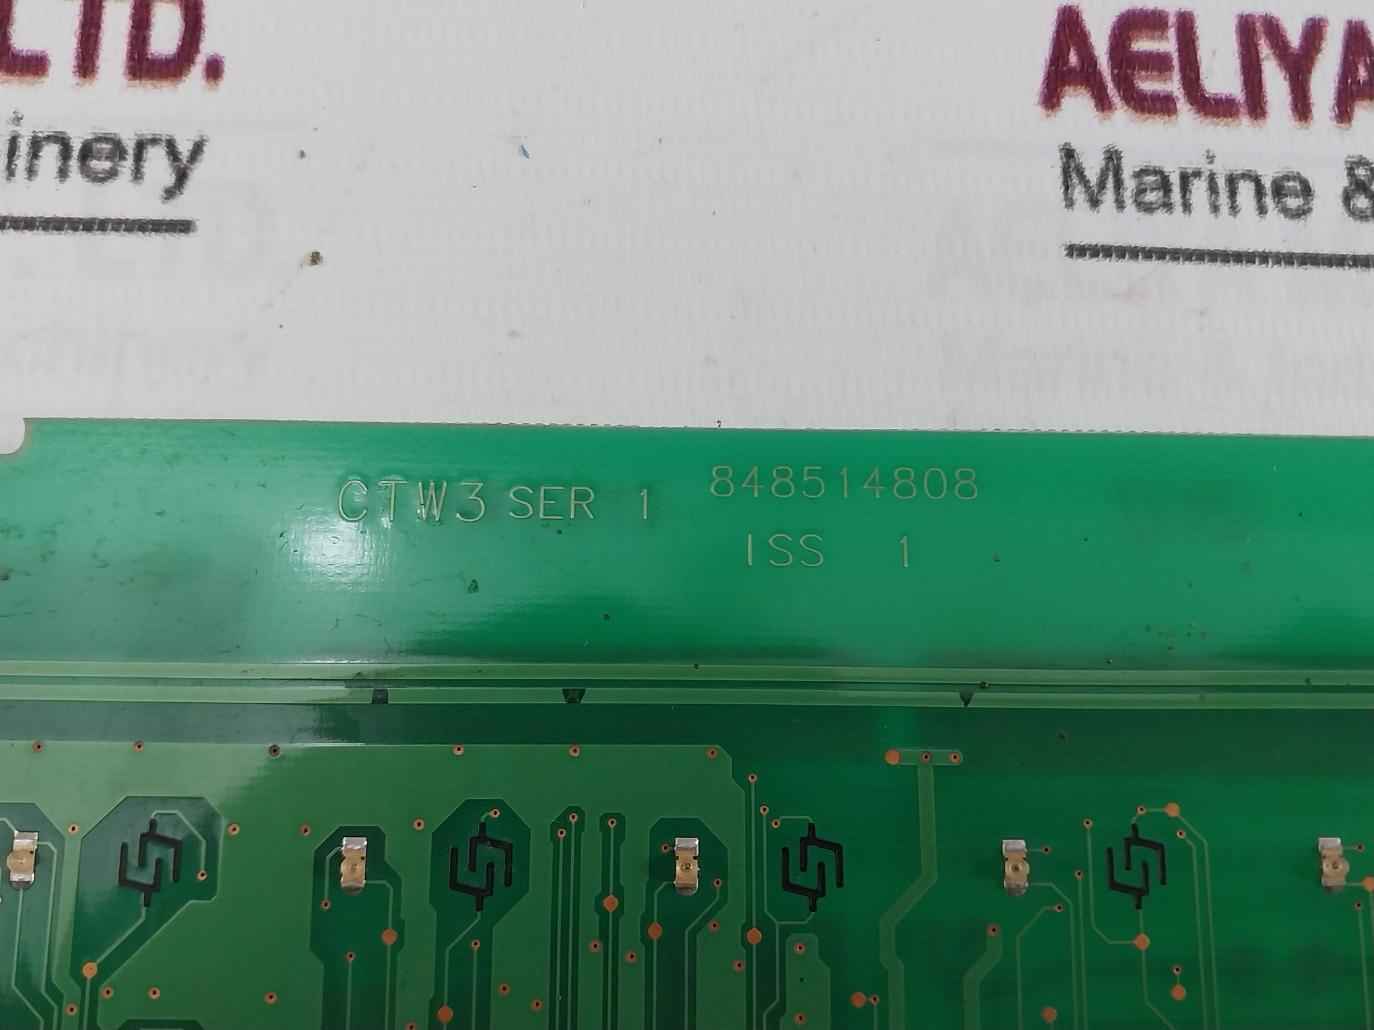 LTD.
inery
AELIYA
Marine &
CTW3 SER 1
848514808
ISS 1